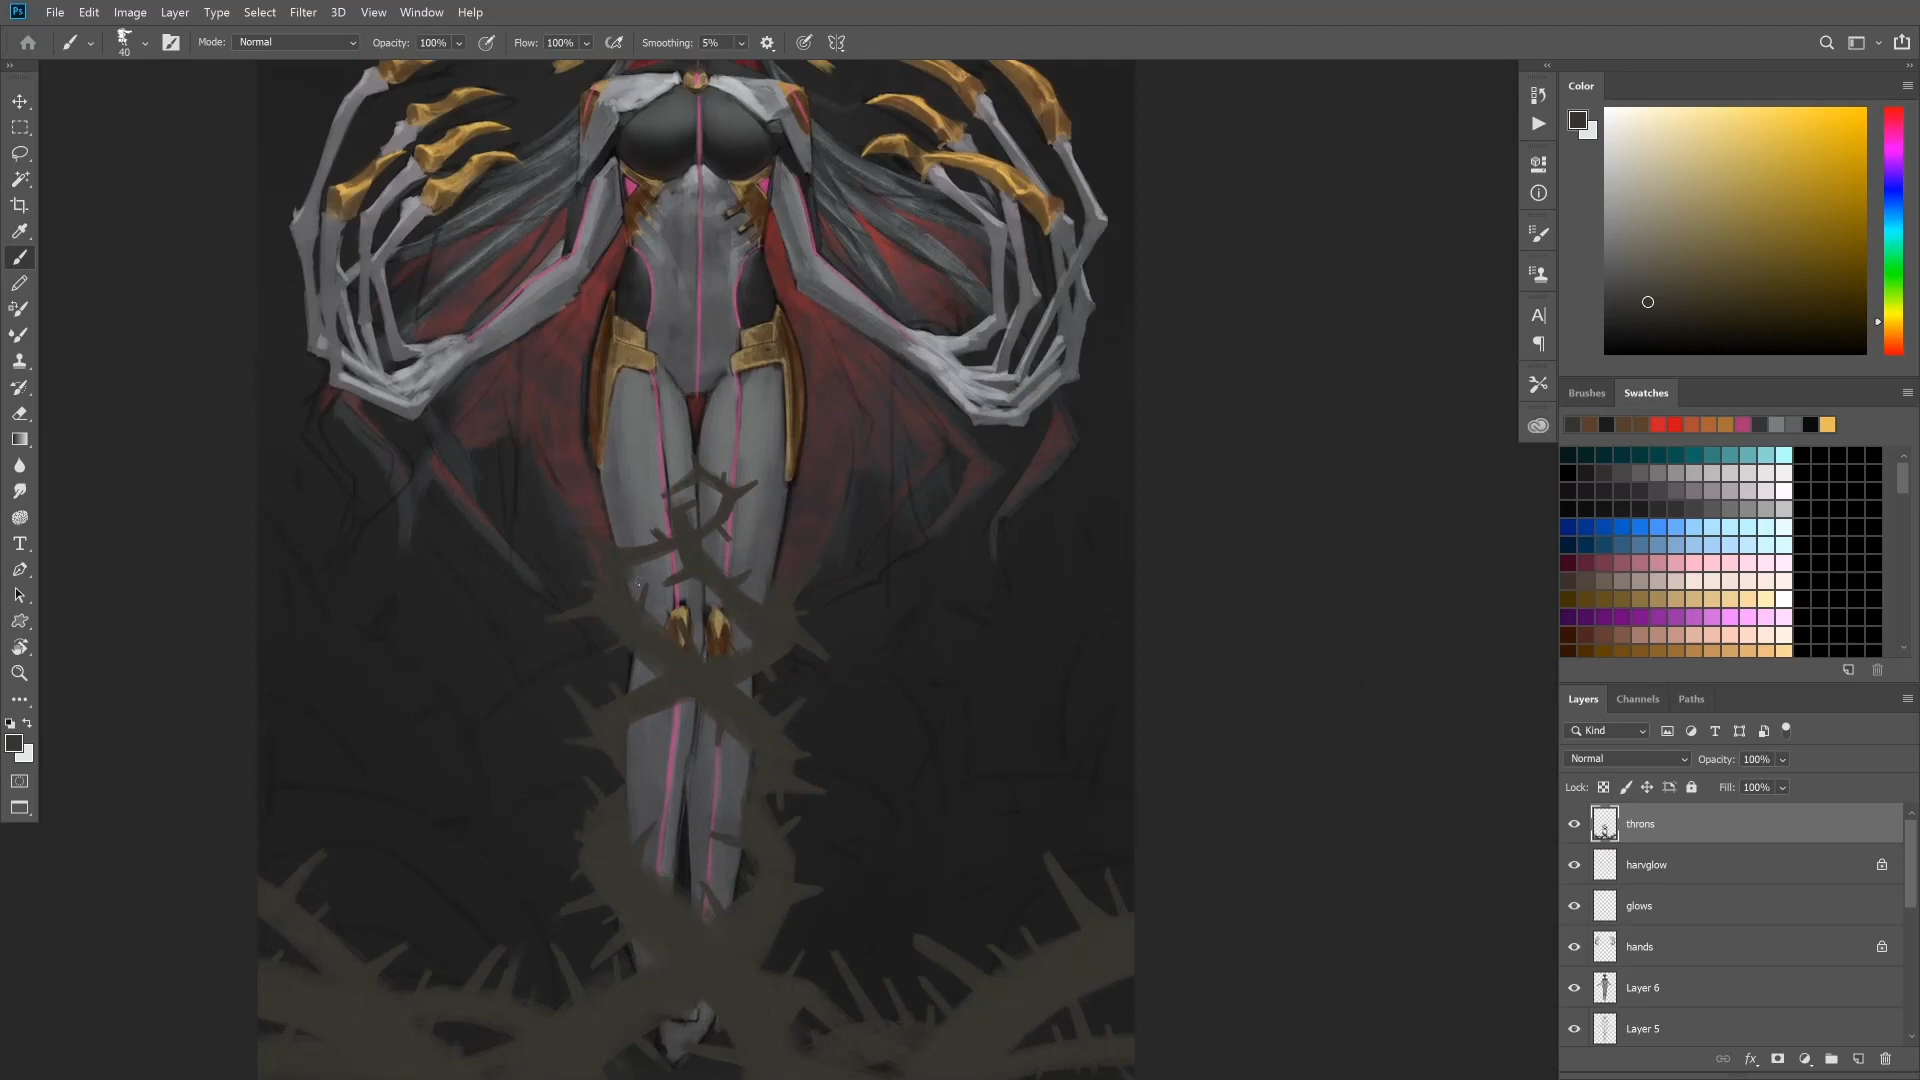 Ps File Edit Image Layer Type Select Filter 3D View Window Help
40 Mode: Normal Opacity: 100% Flow: 100% Smoothing: 5%
Color
Brushes Swatches
Layers Channels Paths
Kind
Normal Opacity: 100%
Lock: Fill: 100%
throns
harvglow
glows
hands
Layer 6
Layer 5
fx